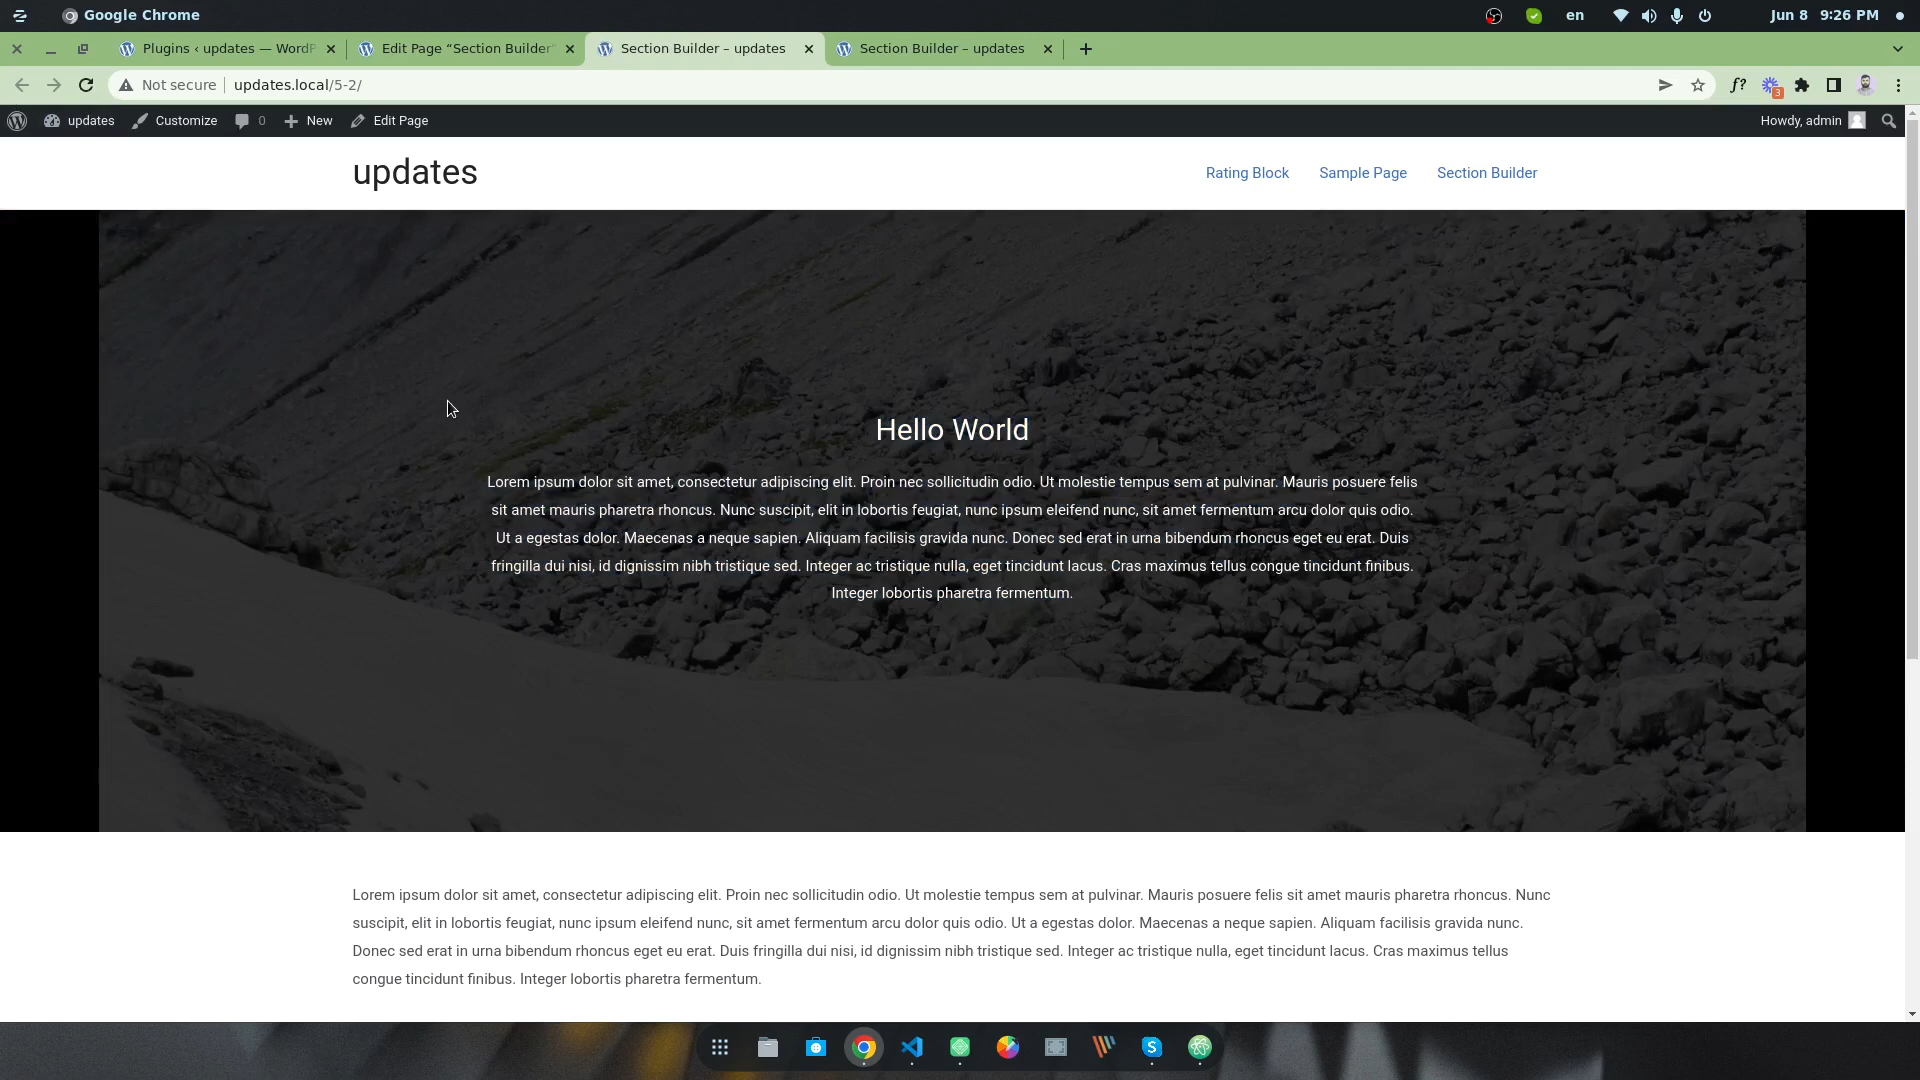 Google Chrome
en
Jun 8 9:26 PM
Plugins ‹ updates — WordP
Edit Page “Section Builder”
Section Builder – updates
Section Builder – updates
Not secure
updates.local/5-2/
f?
3
updates
Customize
0
New
Edit Page
Howdy, admin
updates
Rating Block
Sample Page
Section Builder
Hello World
Lorem ipsum dolor sit amet, consectetur adipiscing elit. Proin nec sollicitudin odio. Ut molestie tempus sem at pulvinar. Mauris posuere felis
sit amet mauris pharetra rhoncus. Nunc suscipit, elit in lobortis feugiat, nunc ipsum eleifend nunc, sit amet fermentum arcu dolor quis odio.
Ut a egestas dolor. Maecenas a neque sapien. Aliquam facilisis gravida nunc. Donec sed erat in urna bibendum rhoncus eget eu erat. Duis
fringilla dui nisi, id dignissim nibh tristique sed. Integer ac tristique nulla, eget tincidunt lacus. Cras maximus tellus congue tincidunt finibus.
Integer lobortis pharetra fermentum.
Lorem ipsum dolor sit amet, consectetur adipiscing elit. Proin nec sollicitudin odio. Ut molestie tempus sem at pulvinar. Mauris posuere felis sit amet mauris pharetra rhoncus. Nunc
suscipit, elit in lobortis feugiat, nunc ipsum eleifend nunc, sit amet fermentum arcu dolor quis odio. Ut a egestas dolor. Maecenas a neque sapien. Aliquam facilisis gravida nunc.
Donec sed erat in urna bibendum rhoncus eget eu erat. Duis fringilla dui nisi, id dignissim nibh tristique sed. Integer ac tristique nulla, eget tincidunt lacus. Cras maximus tellus
congue tincidunt finibus. Integer lobortis pharetra fermentum.